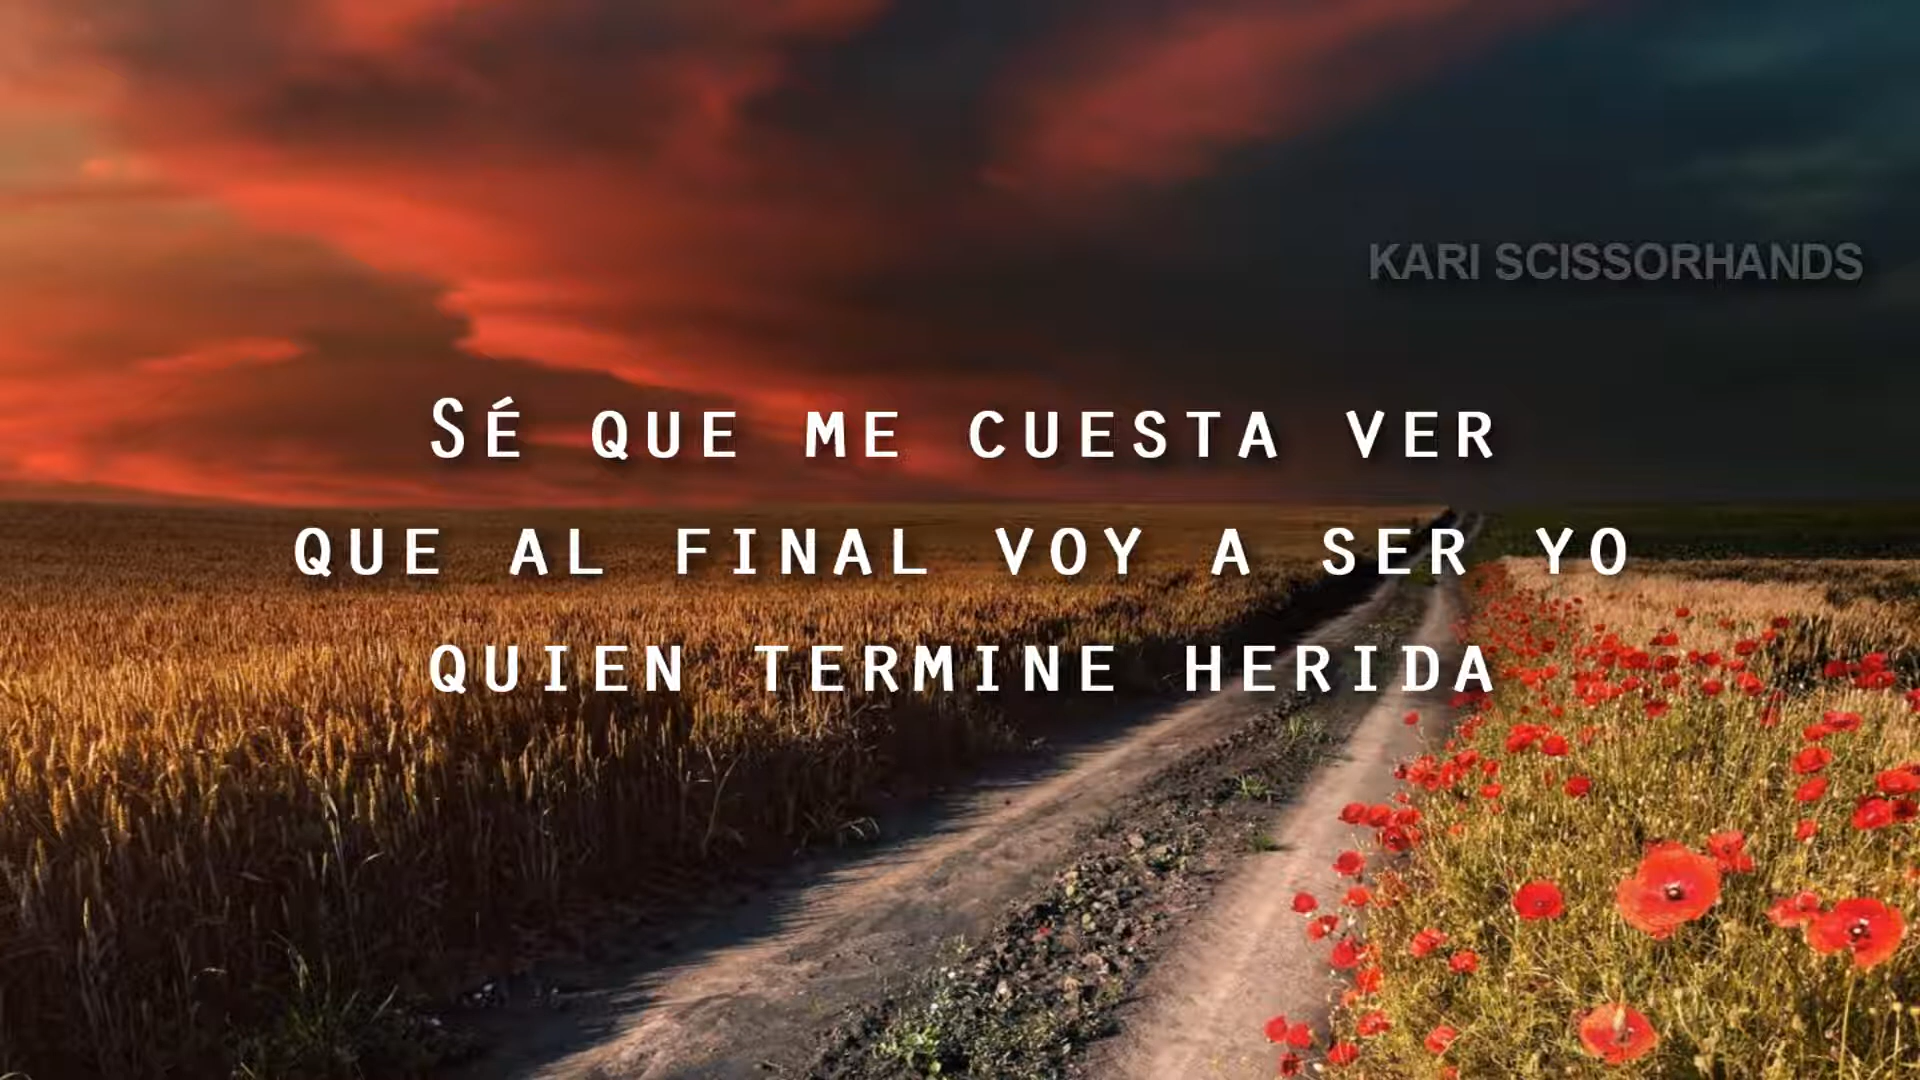 KARI SCISSORHANDS
SÉ QUE ME CUESTA VER
QUE AL FINAL VOY A SER YO
QUIEN TERMINE HERIDA